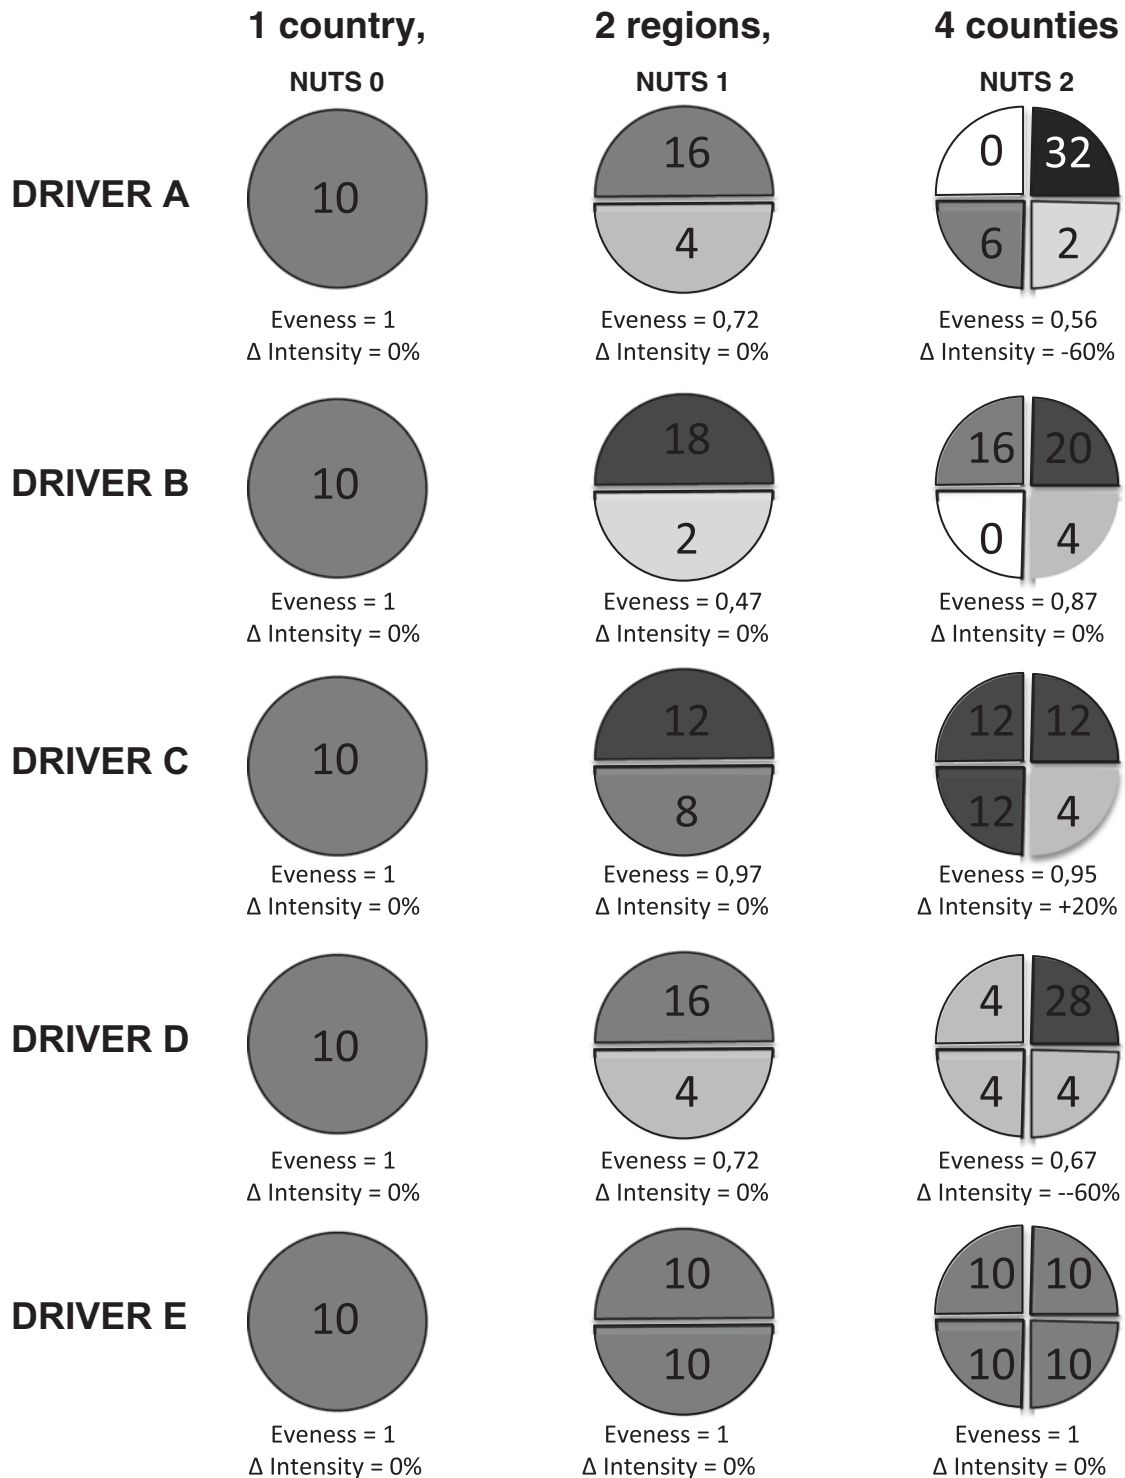 1 country, 2 regions, 4 counties
NUTS 0 NUTS 1 NUTS 2
DRIVER A
10
16
4
0 32
6 2
Eveness = 1 Eveness = 0,72 Eveness = 0,56
Δ Intensity = 0% Δ Intensity = 0% Δ Intensity = -60%
DRIVER B
10
18
2
16 20
0 4
Eveness = 1 Eveness = 0,47 Eveness = 0,87
Δ Intensity = 0% Δ Intensity = 0% Δ Intensity = 0%
DRIVER C
10
12
8
12 12
12 4
Eveness = 1 Eveness = 0,97 Eveness = 0,95
Δ Intensity = 0% Δ Intensity = 0% Δ Intensity = +20%
DRIVER D
10
16
4
4 28
4 4
Eveness = 1 Eveness = 0,72 Eveness = 0,67
Δ Intensity = 0% Δ Intensity = 0% Δ Intensity = --60%
DRIVER E
10
10
10
10 10
10 10
Eveness = 1 Eveness = 1 Eveness = 1
Δ Intensity = 0% Δ Intensity = 0% Δ Intensity = 0%